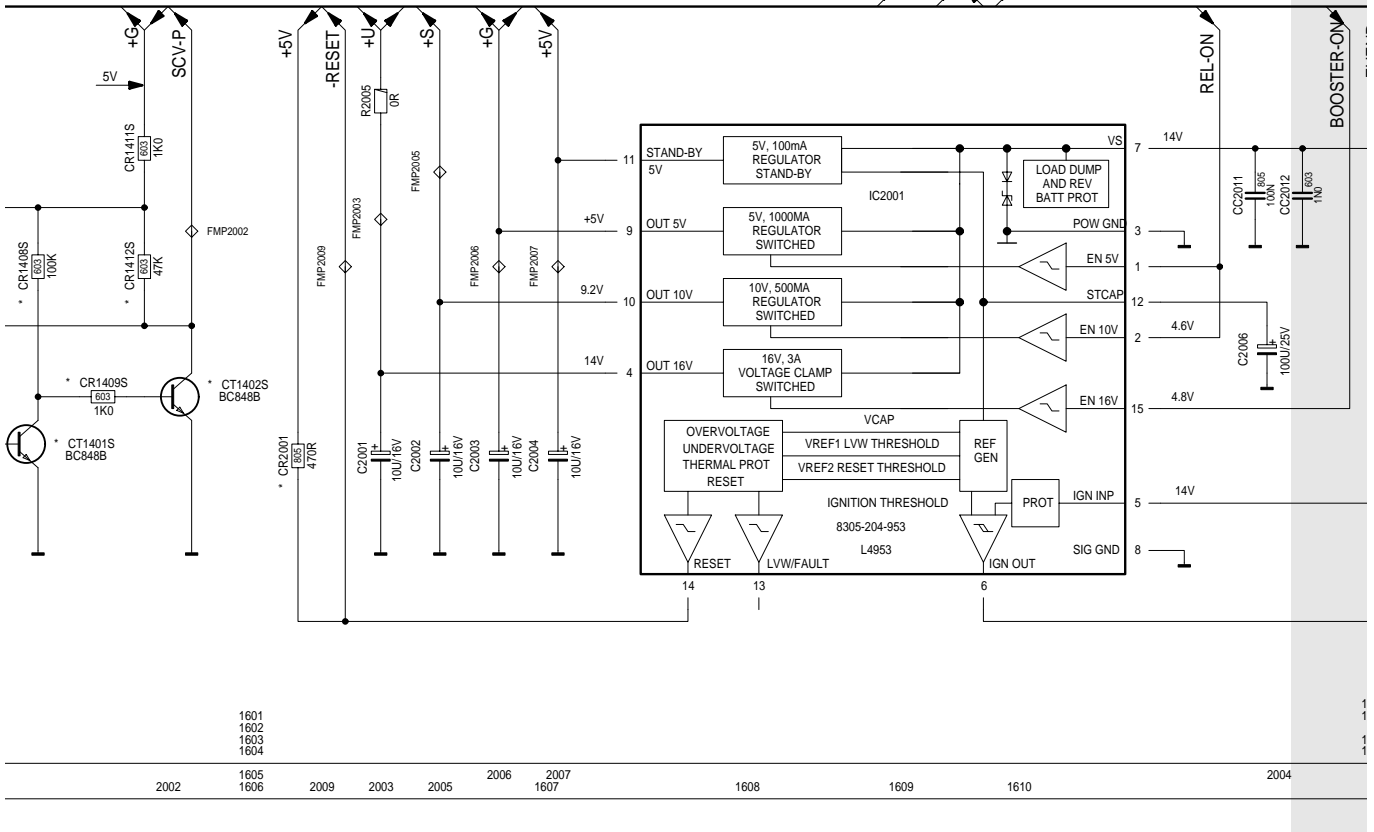 +G
SCV-P
+5V
-RESET
+U
+S
+G
+5V
REL-ON
BOOSTER-ON
5V
CR1411S
603
1K0
R2005
0R
FMP2005
FMP2003
FMP2002
FMP2009
FMP2006
FMP2007
CR1408S
603
100K
*
CR1412S
603
47K
*
* CR1409S
603
1K0
* CT1402S
BC848B
* CT1401S
BC848B
CR2001
805
470R
*
C2001
+
10U/16V
C2002
+
10U/16V
C2003
+
10U/16V
C2004
+
10U/16V
11
STAND-BY
5V
5V, 100mA
REGULATOR
STAND-BY
IC2001
+5V
9
OUT 5V
5V, 1000MA
REGULATOR
SWITCHED
9.2V
10
OUT 10V
10V, 500MA
REGULATOR
SWITCHED
14V
4
OUT 16V
16V, 3A
VOLTAGE CLAMP
SWITCHED
VS
7
14V
LOAD DUMP
AND REV
BATT PROT
POW GND
3
EN 5V
1
STCAP
12
EN 10V
2
4.6V
EN 16V
15
4.8V
CC2011
805
100N
CC2012
603
1N0
C2006
+
100U/25V
OVERVOLTAGE
UNDERVOLTAGE
THERMAL PROT
RESET
VCAP
VREF1 LVW THRESHOLD
VREF2 RESET THRESHOLD
REF
GEN
IGNITION THRESHOLD
PROT
IGN INP
5
14V
8305-204-953
L4953
SIG GND
8
RESET
LVW/FAULT
IGN OUT
14
13
6
1601
1602
1603
1604
1605
2006
2007
2004
2002
1606
2009
2003
2005
1607
1608
1609
1610